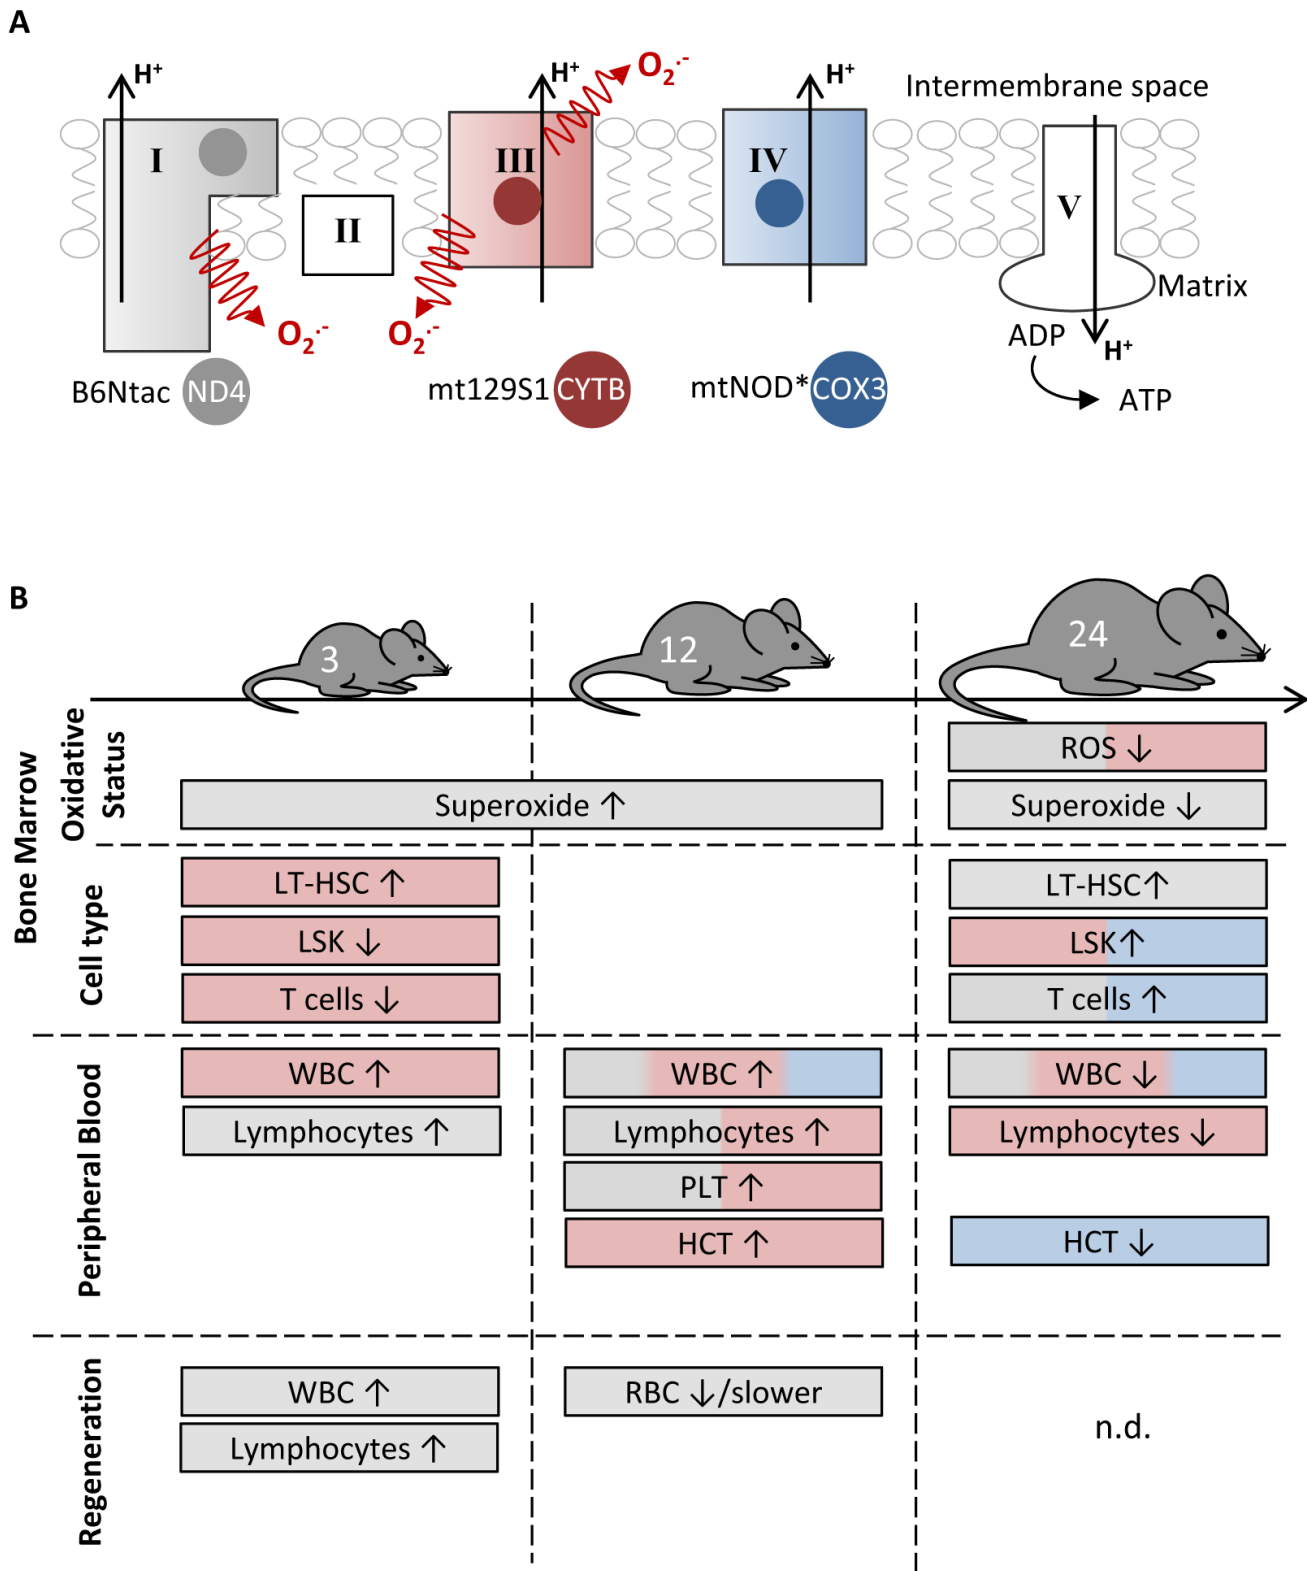 A
H⁺
H⁺
O₂·⁻
H⁺
Intermembrane space
I
II
III
IV
V
O₂·⁻
O₂·⁻
Matrix
ADP
H⁺
ATP
B6Ntac ND4
mt129S1 CYTB
mtNOD* COX3
B
3
12
24
Bone Marrow
Oxidative
Status
ROS ↓
Superoxide ↑
Superoxide ↓
Cell type
LT-HSC ↑
LT-HSC↑
LSK ↓
LSK↑
T cells ↓
T cells ↑
Peripheral Blood
WBC ↑
WBC ↑
WBC ↓
Lymphocytes ↑
Lymphocytes ↑
Lymphocytes ↓
PLT ↑
HCT ↑
HCT ↓
Regeneration
WBC ↑
RBC ↓/slower
Lymphocytes ↑
n.d.